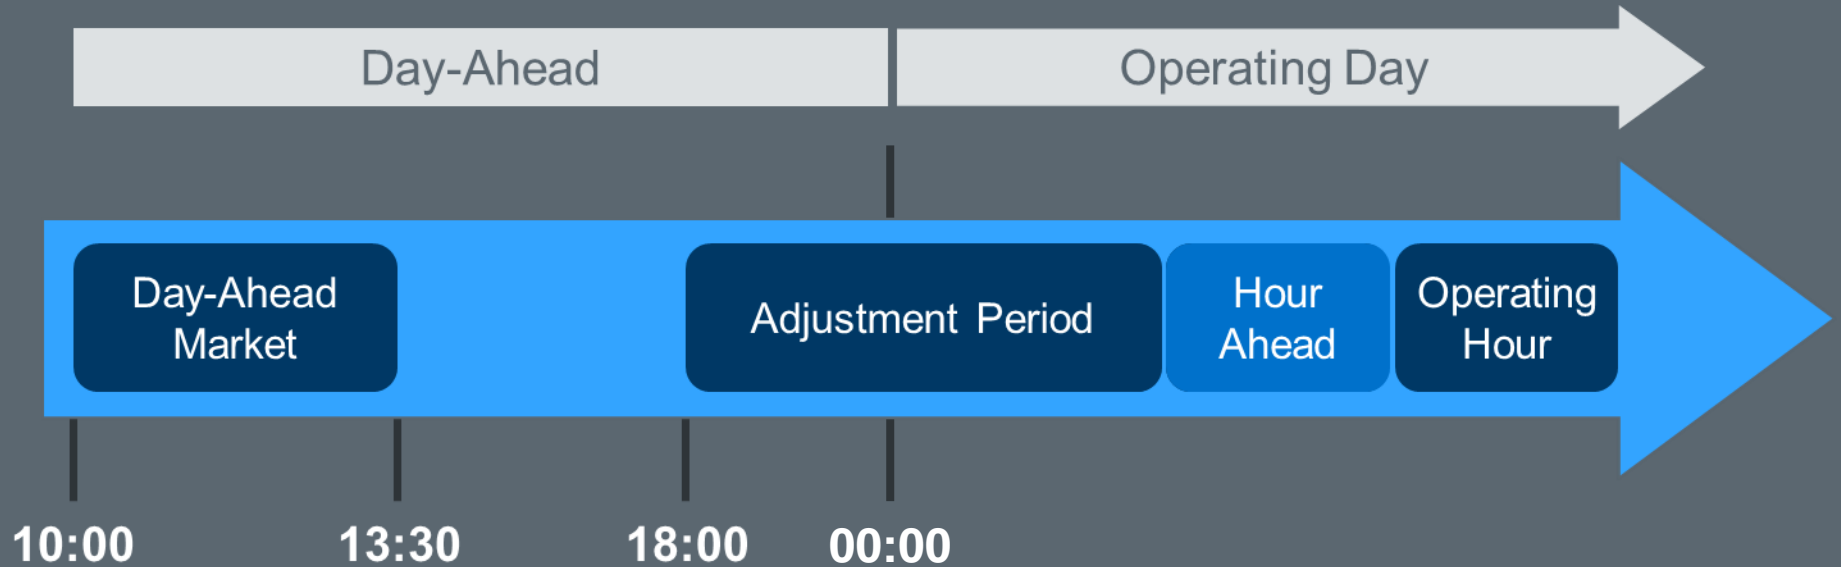 Day-Ahead
Operating Day
Day-Ahead
Market
Adjustment Period
Hour
Ahead
Operating
Hour
10:00
13:30
18:00
00:00